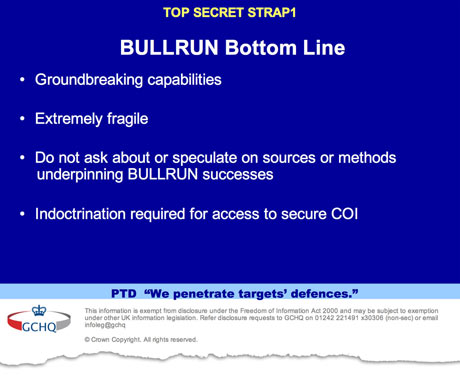 TOP SECRET STRAP1
BULLRUN Bottom Line
• Groundbreaking capabilities
• Extremely fragile
• Do not ask about or speculate on sources or methods
underpinning BULLRUN successes
• Indoctrination required for access to secure COI
PTD “We penetrate targets’ defences.”
GCHQ
This information is exempt from disclosure under the Freedom of Information Act 2000 and may be subject to exemption
under other UK information legislation. Refer disclosure requests to GCHQ on 01242 221491 x30306 (non-sec) or email
infoleg@gchq
© Crown Copyright. All rights reserved.